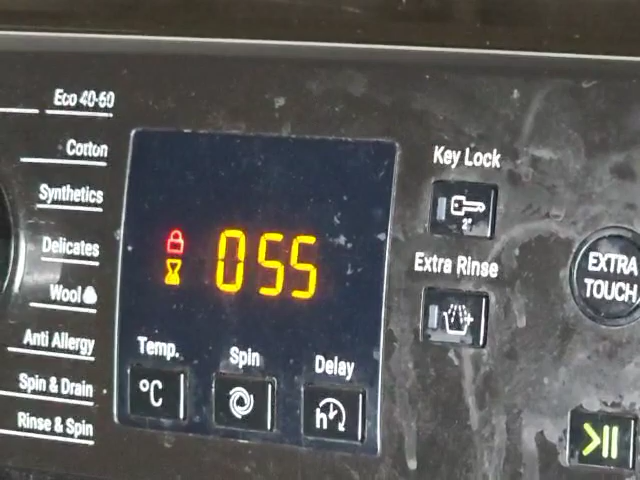 Eco 40-60
Cotton
Synthetics
Delicates
Wool
Anti Allergy
Spin & Drain
Rinse & Spin
055
Temp.
°C
Spin
Delay
h
Key Lock
2"
Extra Rinse
EXTRA
TOUCH